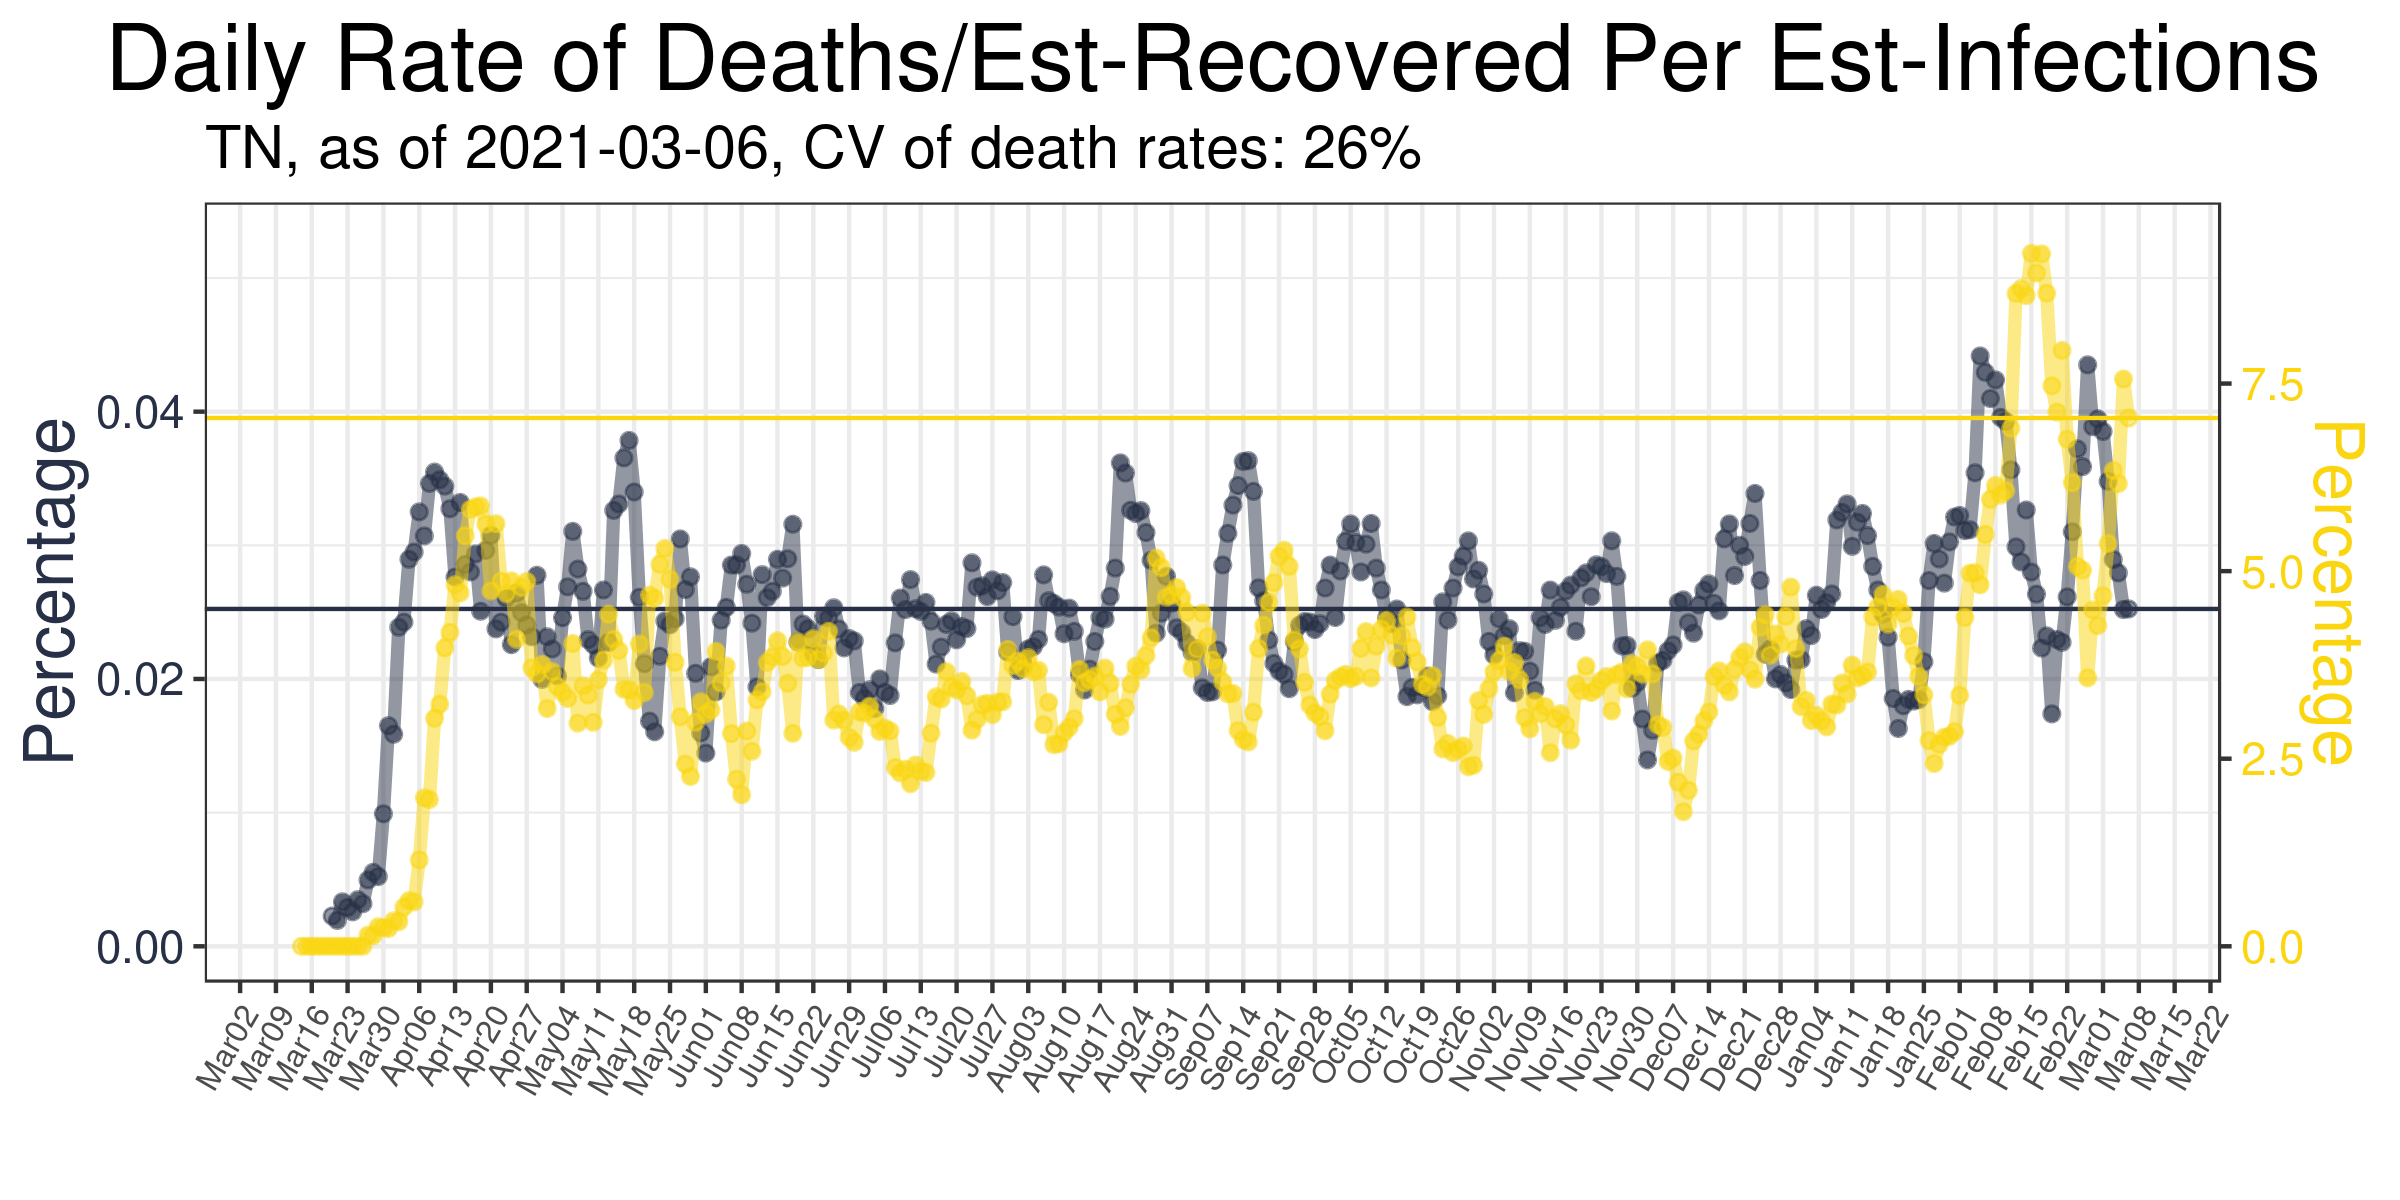 Daily Rate of Deaths/Est-Recovered Per Est-Infections
TN, as of 2021-03-06, CV of death rates: 26%
Percentage
0.04
0.02
0.00
7.5
5.0
2.5
0.0
Percentage
Mar02 Mar09 Mar16 Mar23 Mar30 Apr06 Apr13 Apr20 Apr27 May04 May11 May18 May25 Jun01 Jun08 Jun15 Jun22 Jun29 Jul06 Jul13 Jul20 Jul27 Aug03 Aug10 Aug17 Aug24 Aug31 Sep07 Sep14 Sep21 Sep28 Oct05 Oct12 Oct19 Oct26 Nov02 Nov09 Nov16 Nov23 Nov30 Dec07 Dec14 Dec21 Dec28 Jan04 Jan11 Jan18 Jan25 Feb01 Feb08 Feb15 Feb22 Mar01 Mar08 Mar15 Mar22